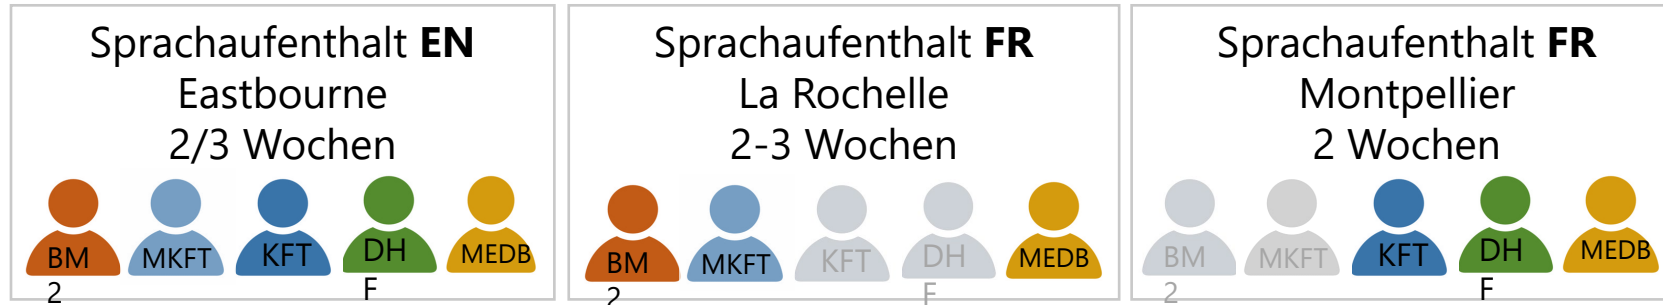 Sprachaufenthalt EN
Eastbourne
2/3 Wochen
BM
2
MKFT
KFT
DH
F
MEDB
Sprachaufenthalt FR
La Rochelle
2-3 Wochen
BM
2
MKFT
KFT
DH
F
MEDB
Sprachaufenthalt FR
Montpellier
2 Wochen
BM
2
MKFT
KFT
DH
F
MEDB